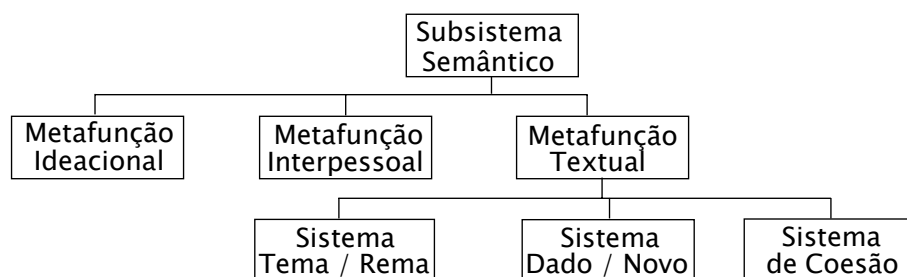 Subsistema
Semântico
Metafunção
Ideacional
Metafunção
Interpessoal
Metafunção
Textual
Sistema
Tema / Rema
Sistema
Dado / Novo
Sistema
de Coesão